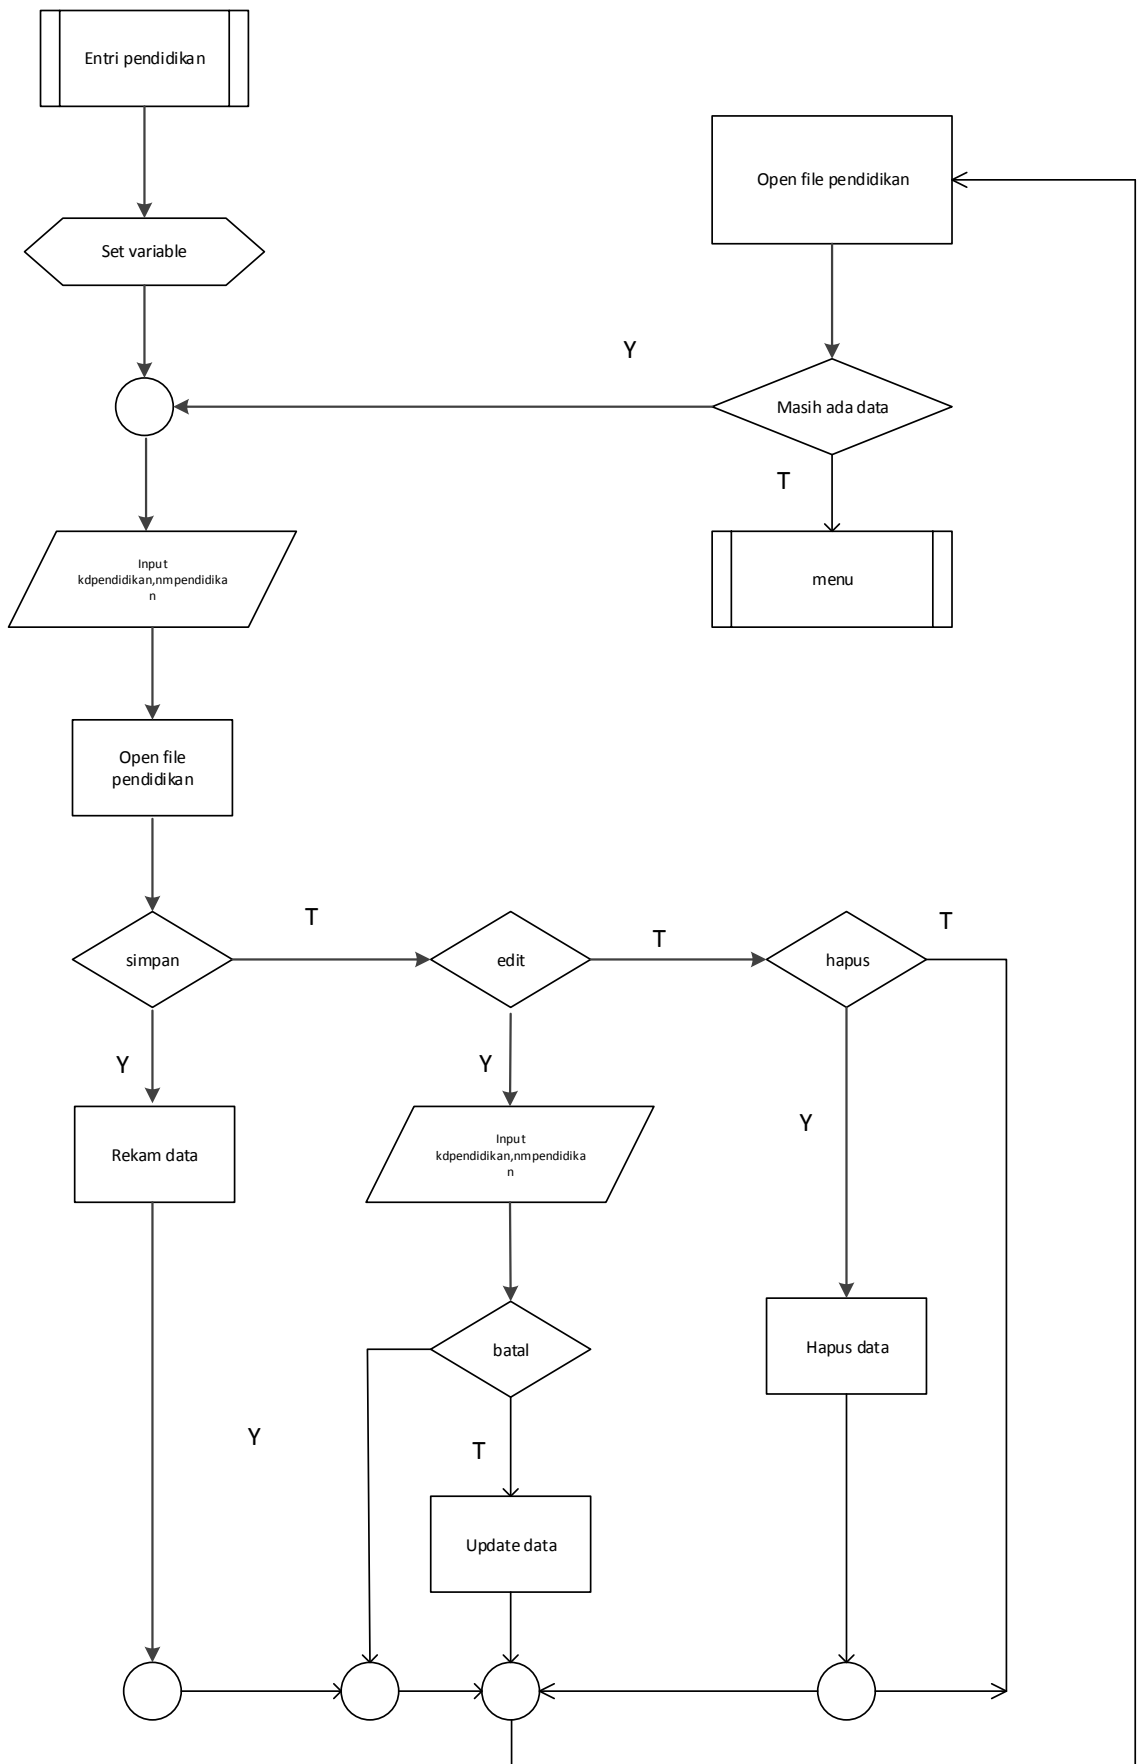 Entri pendidikan
Open file pendidikan
Set variable
Y
Masih ada data
T
Input
kdpendidikan,nmpendidika
n
menu
Open file
pendidikan
T
T
T
simpan
edit
hapus
Y
Y
Y
Rekam data
Input
kdpendidikan,nmpendidika
n
batal
Hapus data
Y
T
Update data